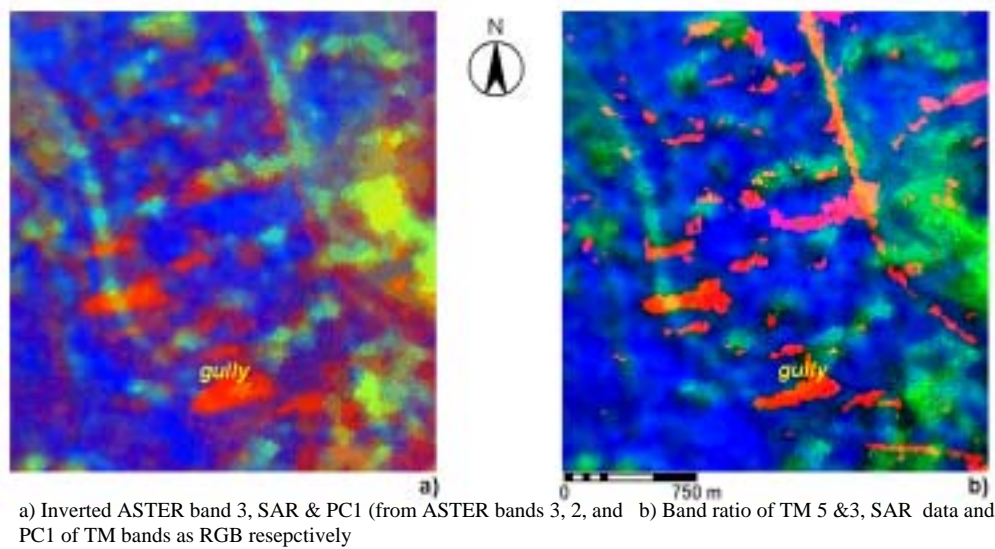 N
gully
a)
gully
b)
0 750 m
a) Inverted ASTER band 3, SAR & PC1 (from ASTER bands 3, 2, and b) Band ratio of TM 5 &3, SAR data and
PC1 of TM bands as RGB resepctively